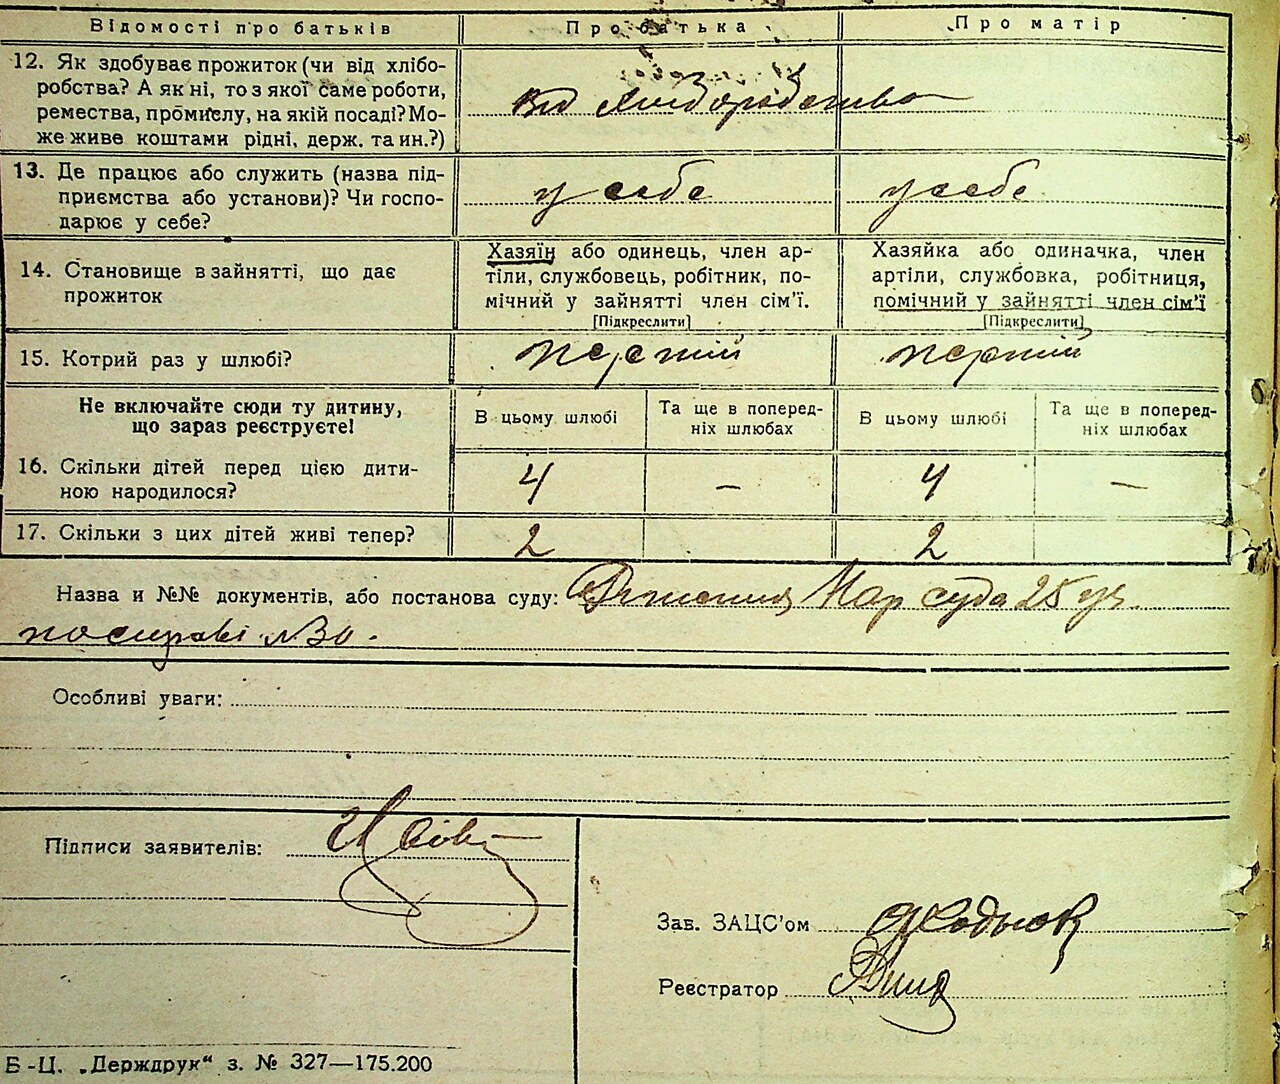 Відомості про батьків Про батька Про матір
12. Як здобуває прожиток (чи від хлібо-
робства? А як ні, то з якої саме роботи,
ремества, промислу, на якій посаді? Мо-
же живе коштами рідні, держ. та ин.?)
від хліборобства
13. Де працює або служить (назва під-
приємства або установи)? Чи госпо-
дарює у себе?
у себе у себе
14. Становище в зайнятті, що дає
прожиток
Хазяїн або одинець, член ар-
тіли, службовець, робітник, по-
мічний у зайнятті член сім'ї.
[Підкреслити]
Хазяйка або одиначка, член
артіли, службовка, робітниця,
помічний у зайнятті член сім'ї
[Підкреслити]
15. Котрий раз у шлюбі? перший перший
Не включайте сюди ту дитину,
що зараз реєструєте!
В цьому шлюбі
Та ще в поперед-
ніх шлюбах
В цьому шлюбі
Та ще в поперед-
ніх шлюбах
16. Скільки дітей перед цією дити-
ною народилося?
4 — 4 —
17. Скільки з цих дітей живі тепер? 2 2
Назва и №№ документів, або постанова суду: Нар суда 25 уч.
по справі №30.
Особливі уваги:
Підписи заявителів:
Зав. ЗАЦС'ом
Реєстратор
Б-Ц. „Держдрук“ з. № 327—175.200